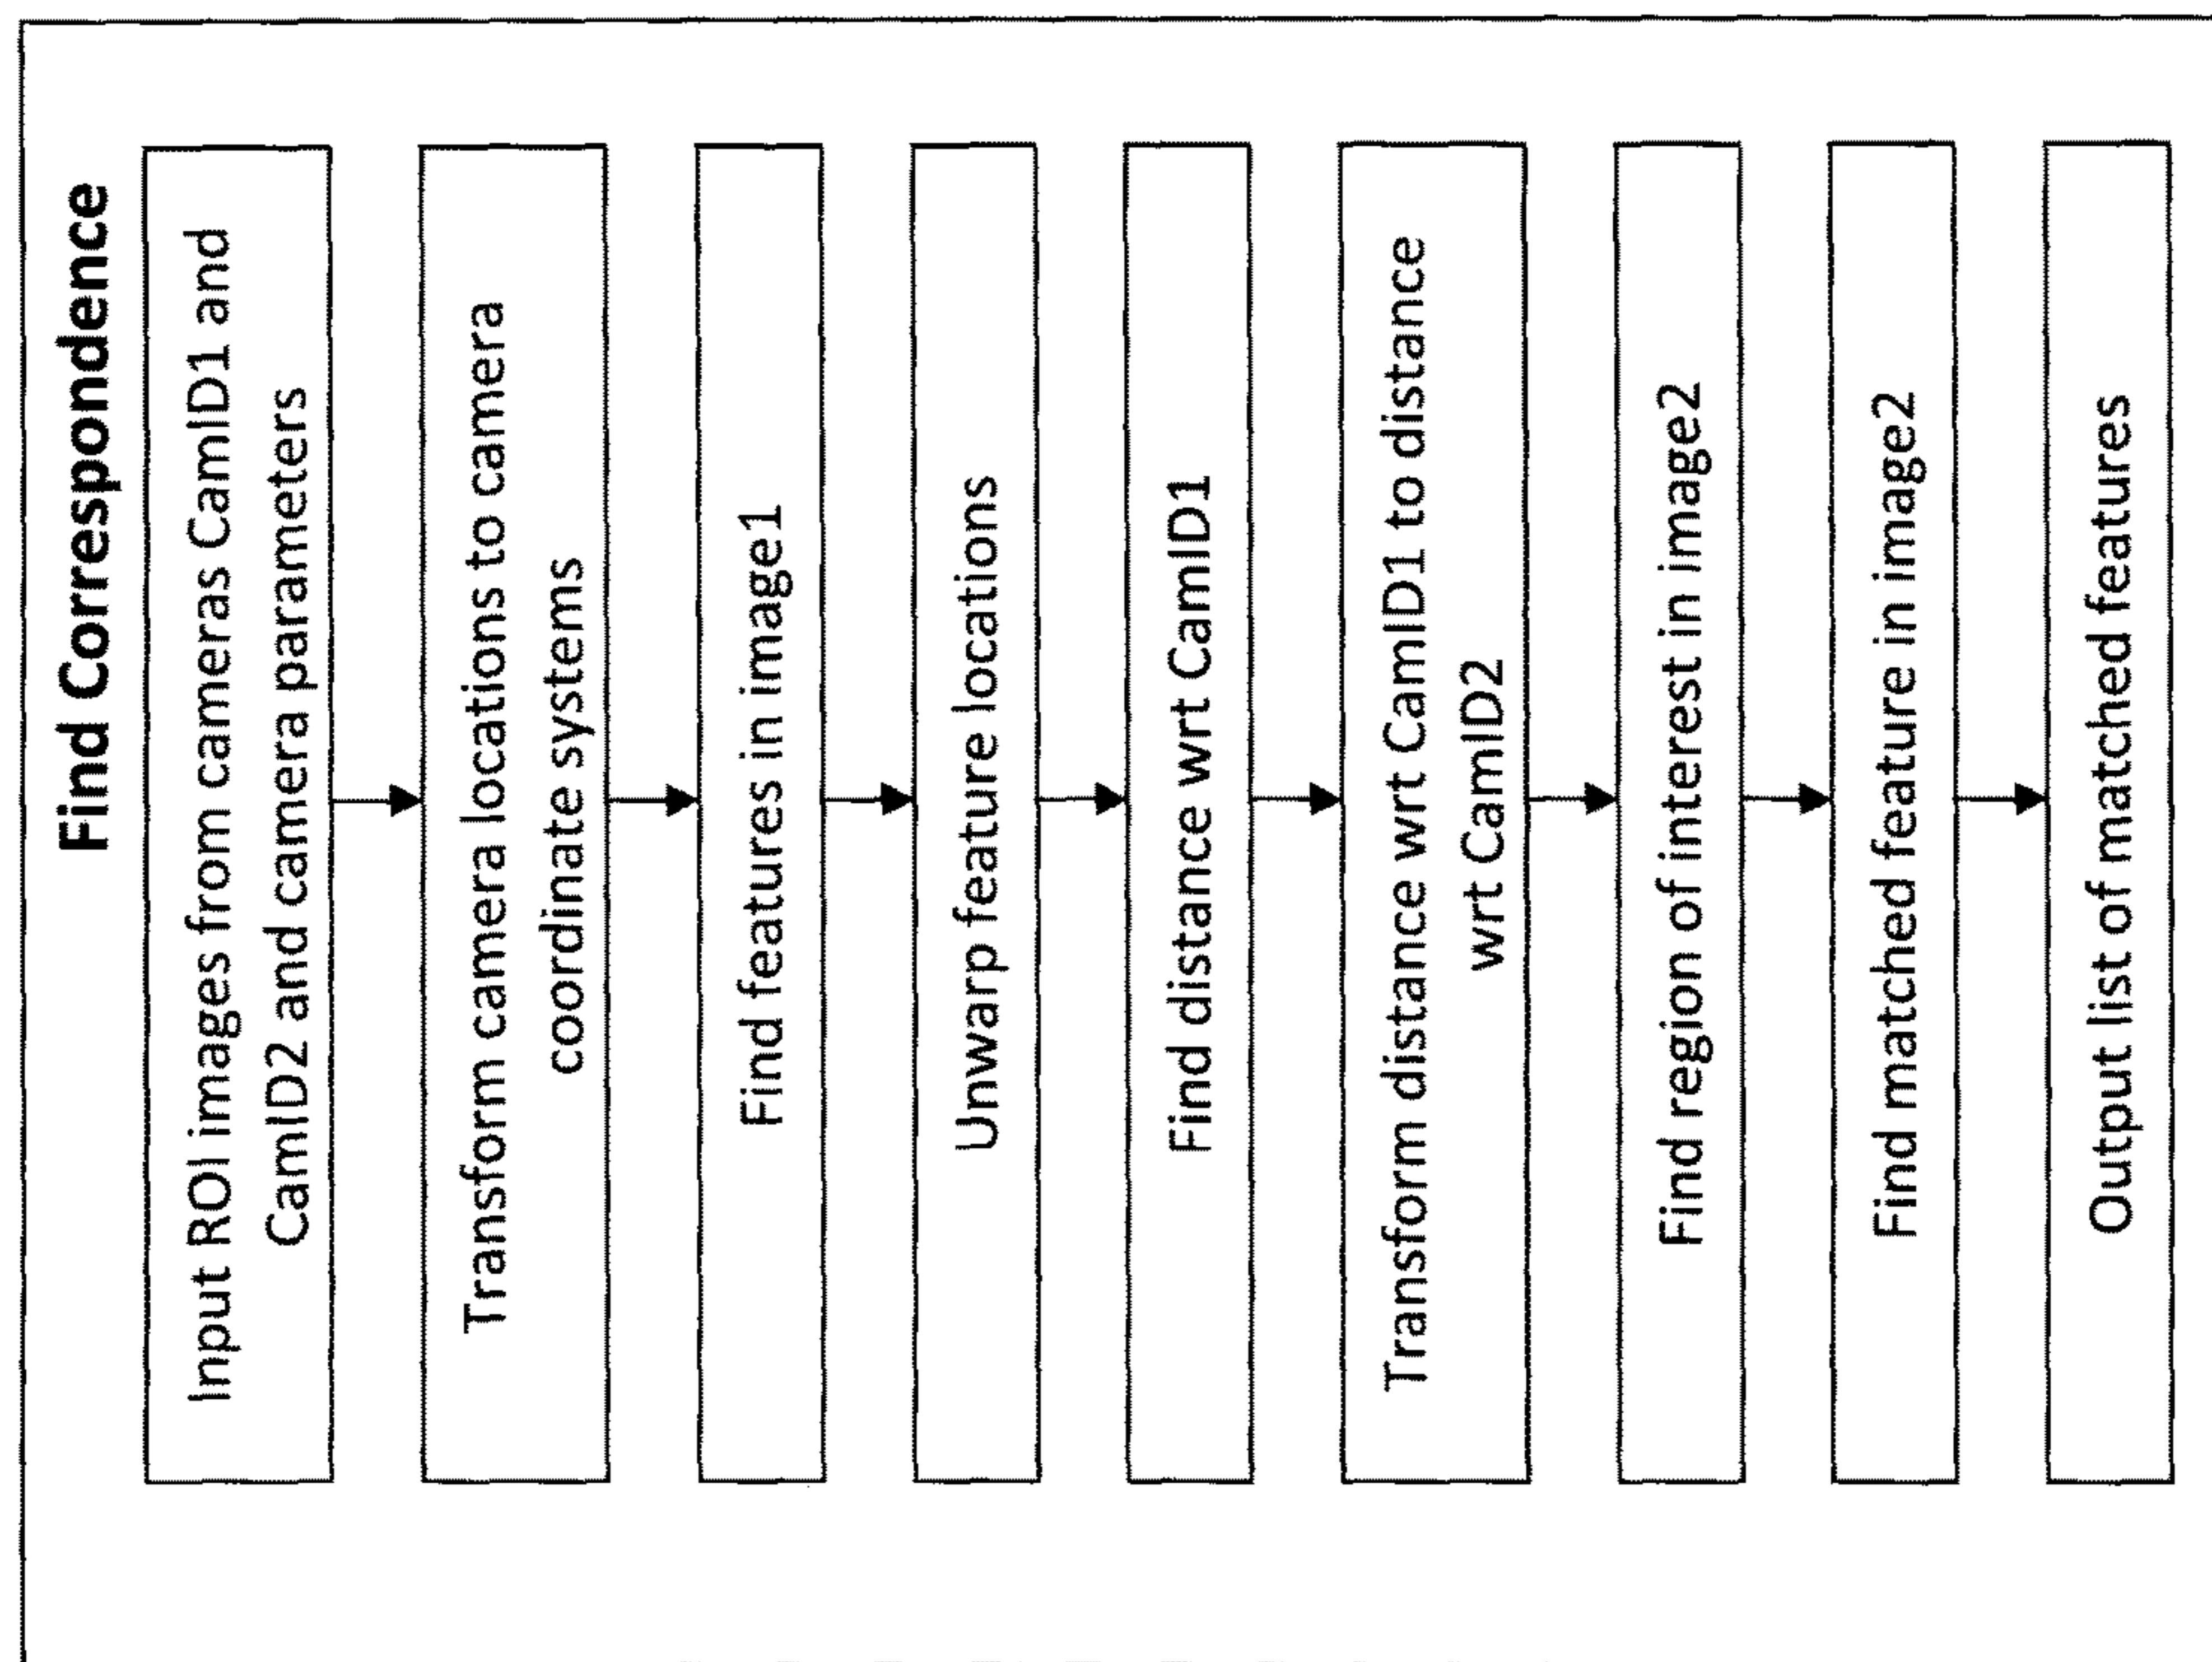 Find Correspondence
Input ROI images from cameras CamID1 and
CamID2 and camera parameters
Transform camera locations to camera
coordinate systems
Find features in image1
Unwarp feature locations
Find distance wrt CamID1
Transform distance wrt CamID1 to distance
wrt CamID2
Find region of interest in image2
Find matched feature in image2
Output list of matched features